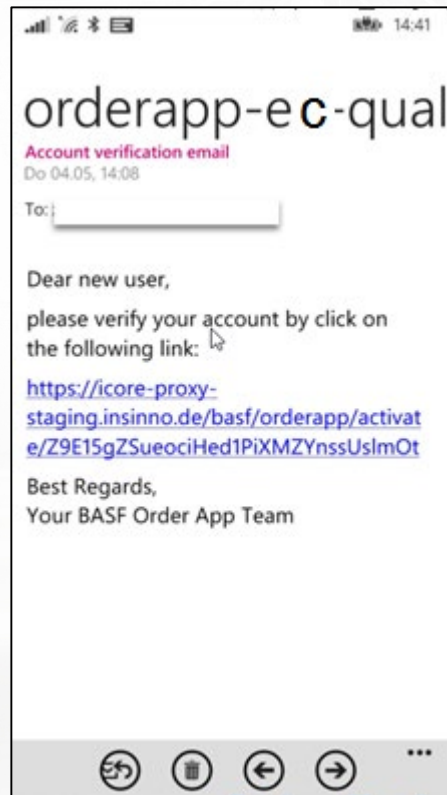 14:41
orderapp-ec-qual
Account verification email
Do 04.05, 14:08
To:
Dear new user,
please verify your account by click on
the following link:
https://icore-proxy-
staging.insinno.de/basf/orderapp/activat
e/Z9E15gZSueociHed1PiXMZYnssUslmOt
Best Regards,
Your BASF Order App Team